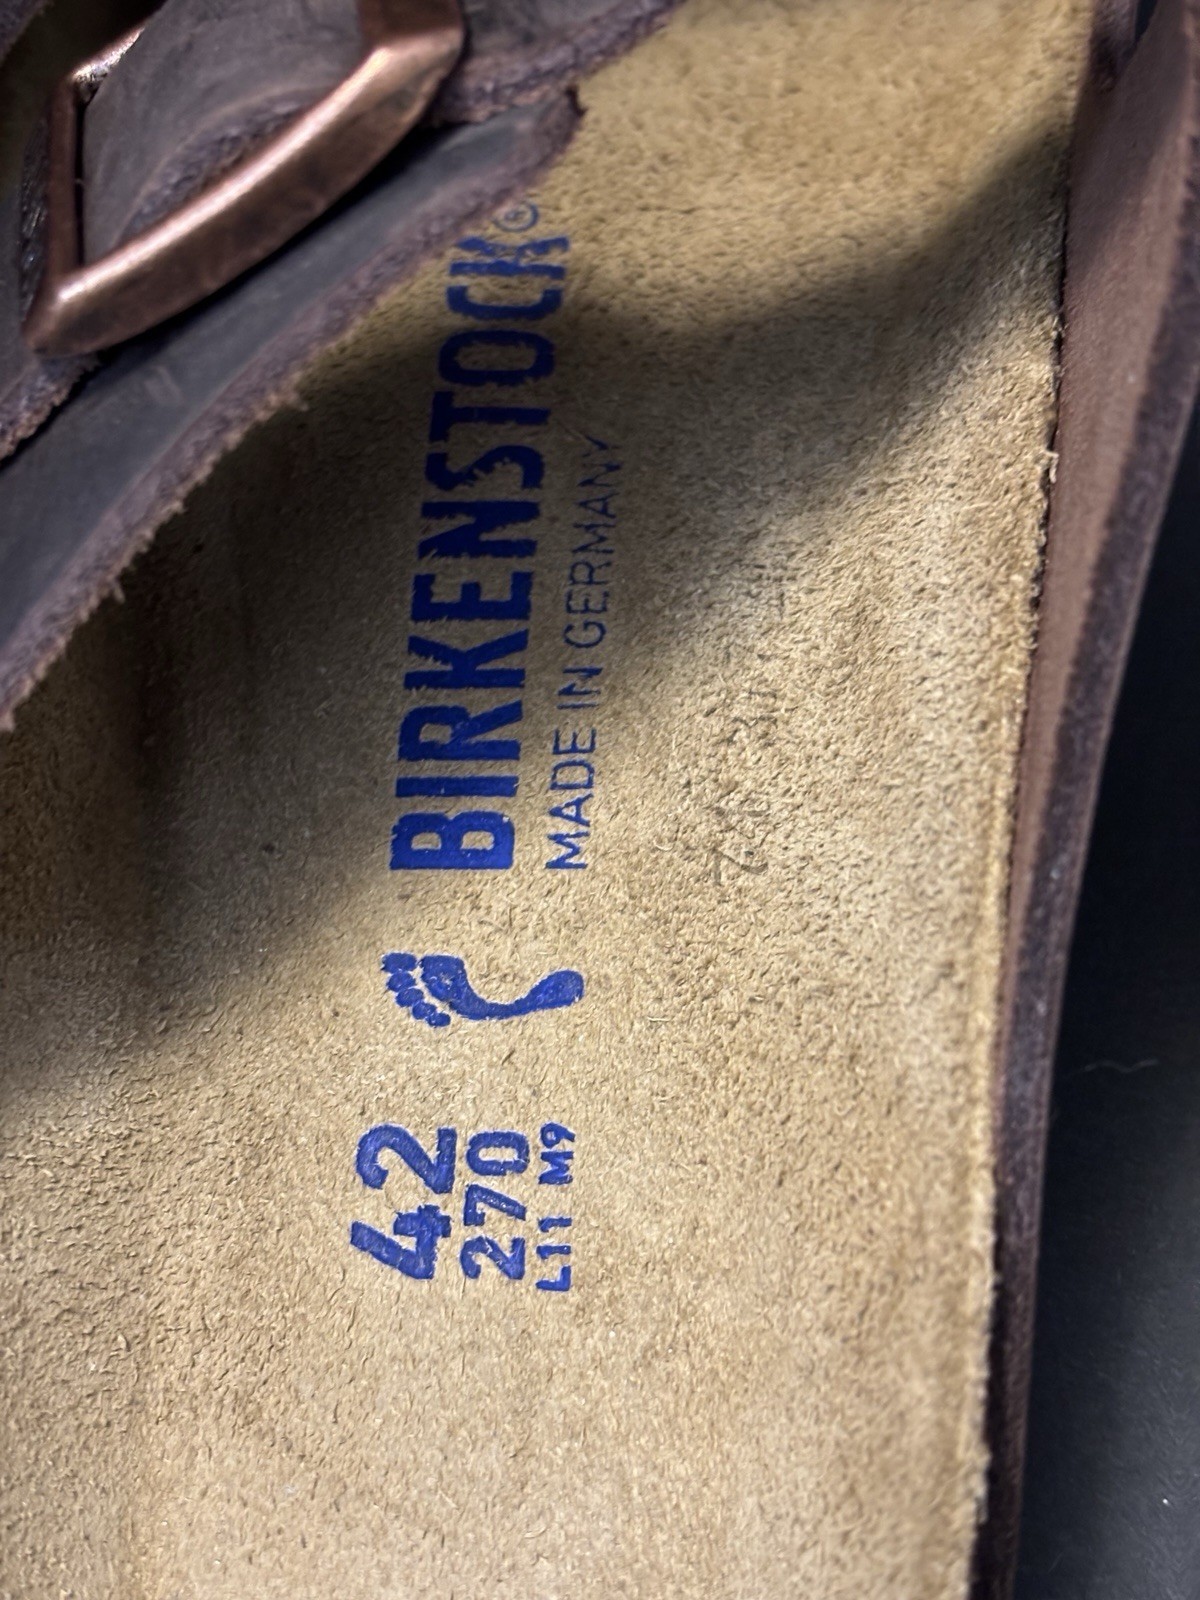 BIRKENSTOCK®
MADE IN GERMANY
42
270
L11 M9